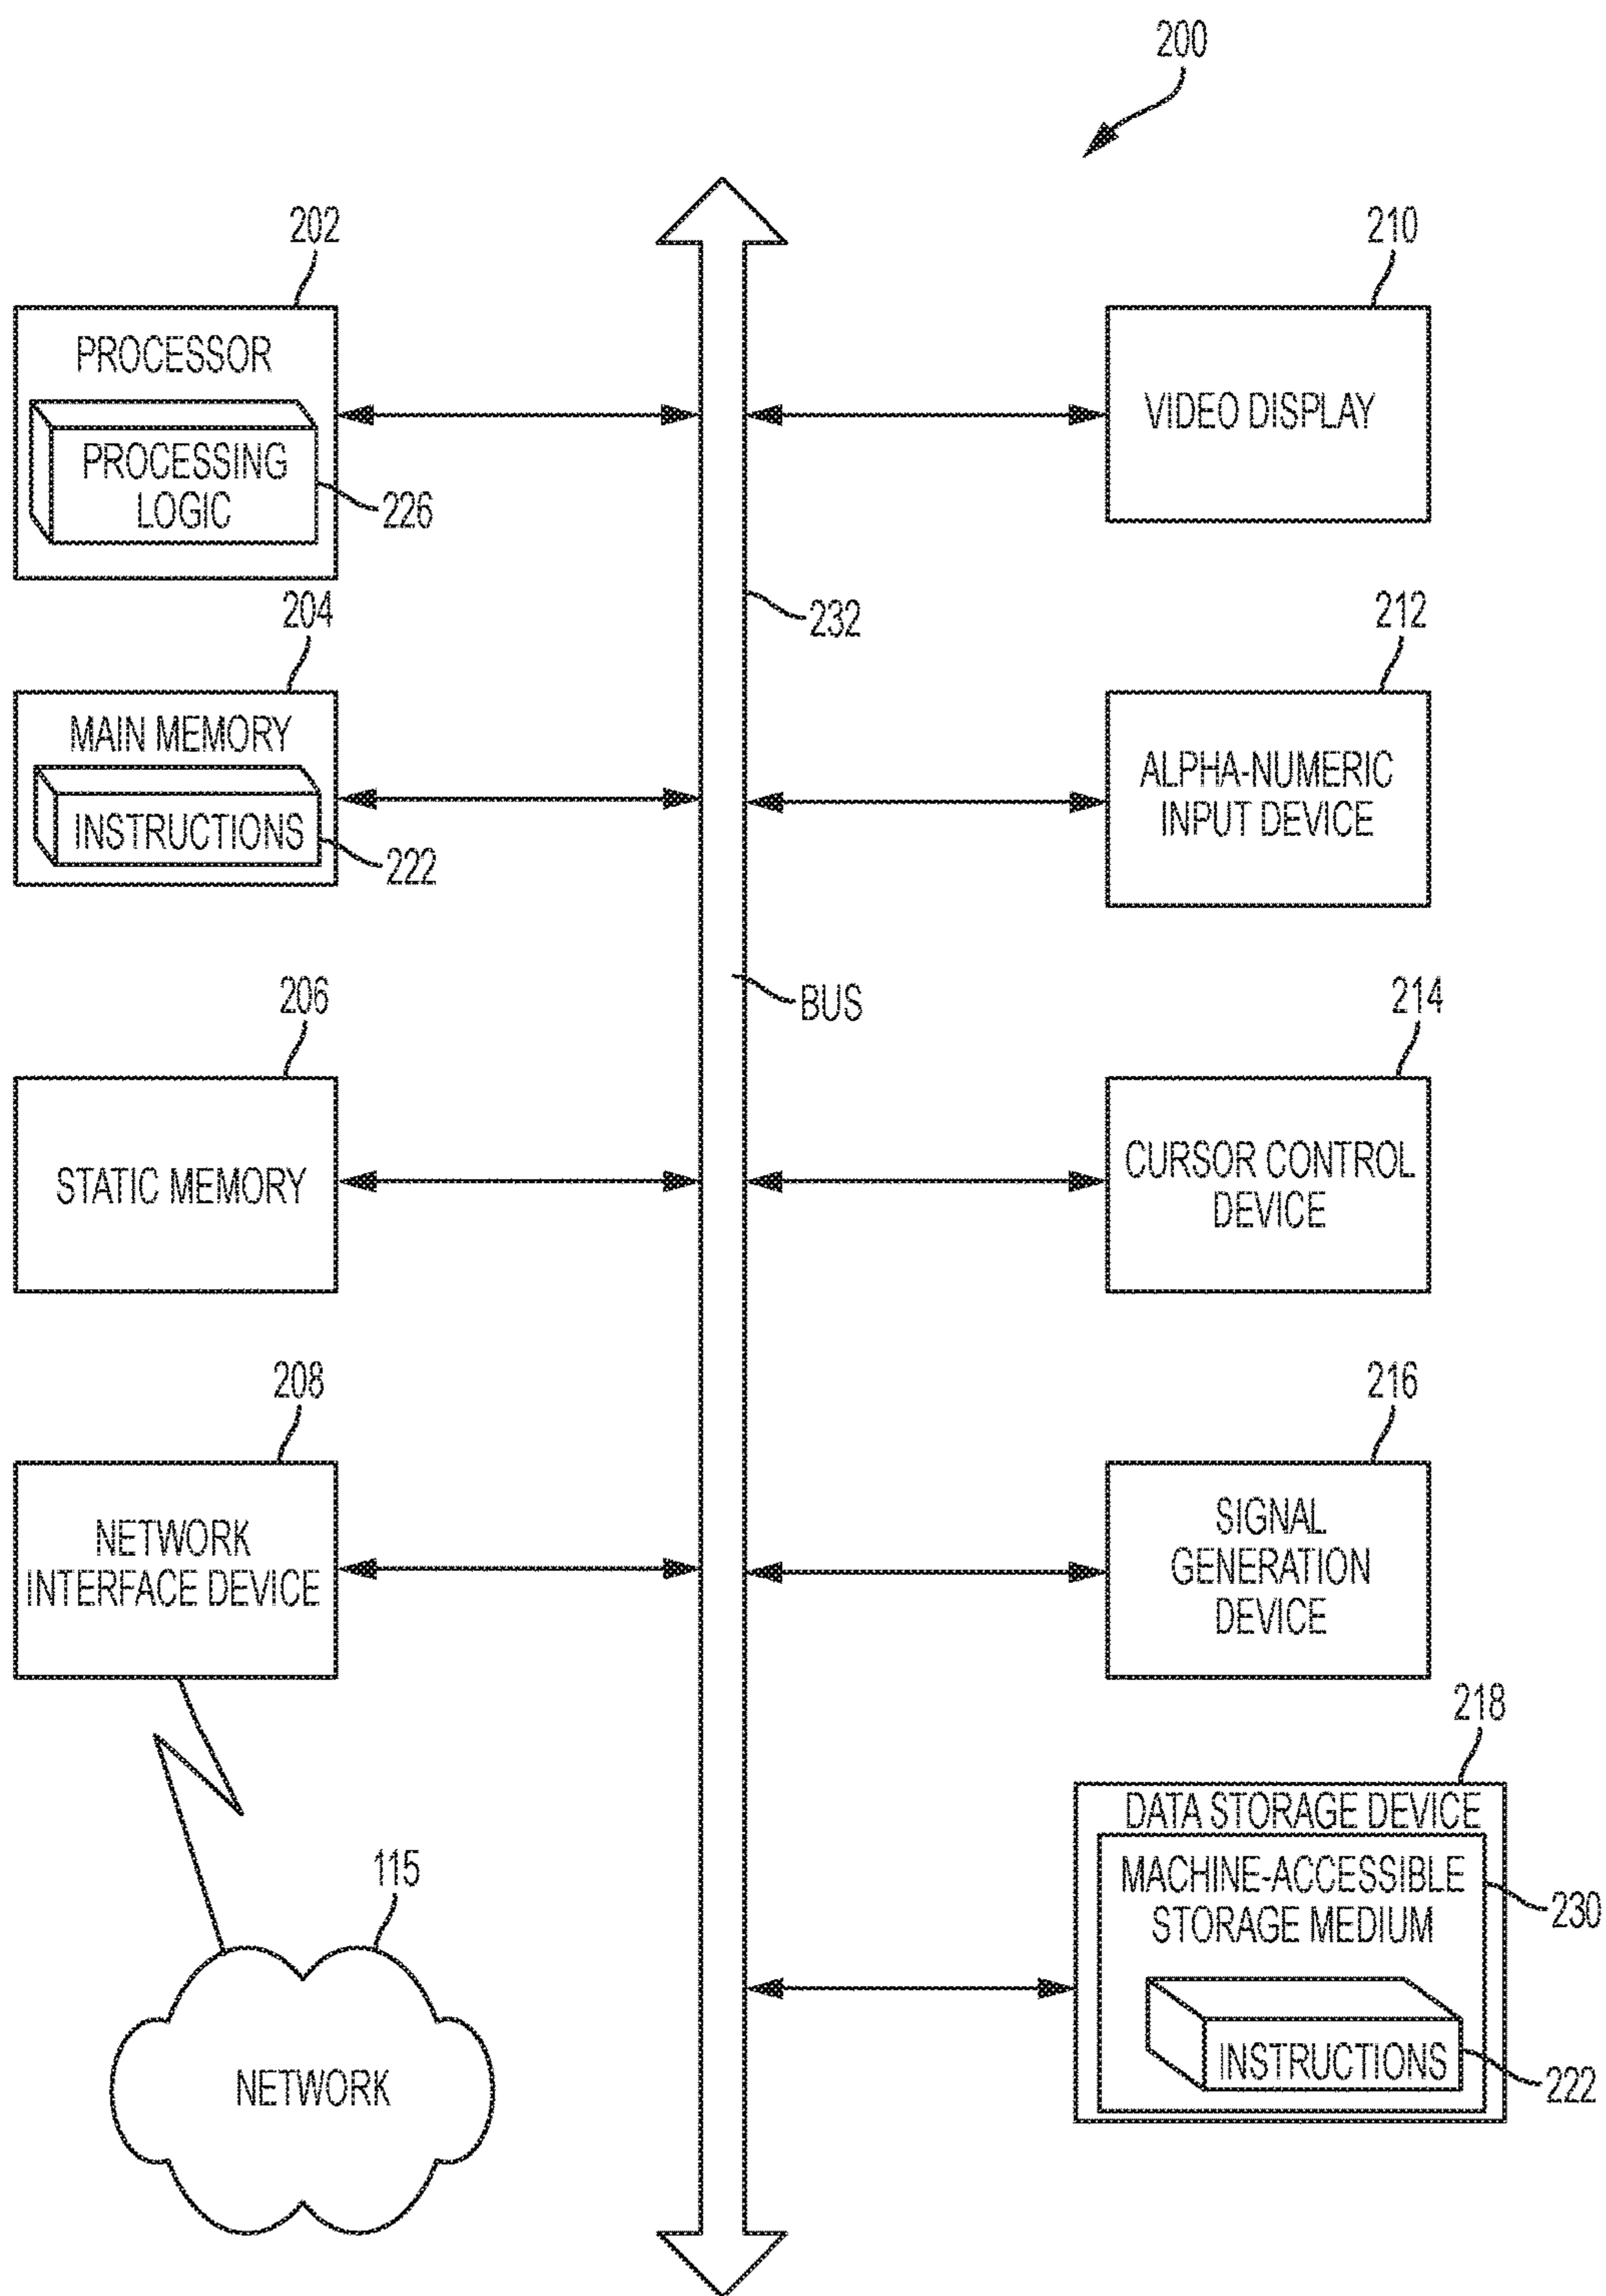 200
202
210
PROCESSOR
PROCESSING
LOGIC
226
VIDEO DISPLAY
204
232
212
MAIN MEMORY
INSTRUCTIONS
222
ALPHA-NUMERIC
INPUT DEVICE
206
BUS
214
STATIC MEMORY
CURSOR CONTROL
DEVICE
208
216
NETWORK
INTERFACE DEVICE
SIGNAL
GENERATION
DEVICE
218
DATA STORAGE DEVICE
MACHINE-ACCESSIBLE
STORAGE MEDIUM
230
INSTRUCTIONS
222
115
NETWORK